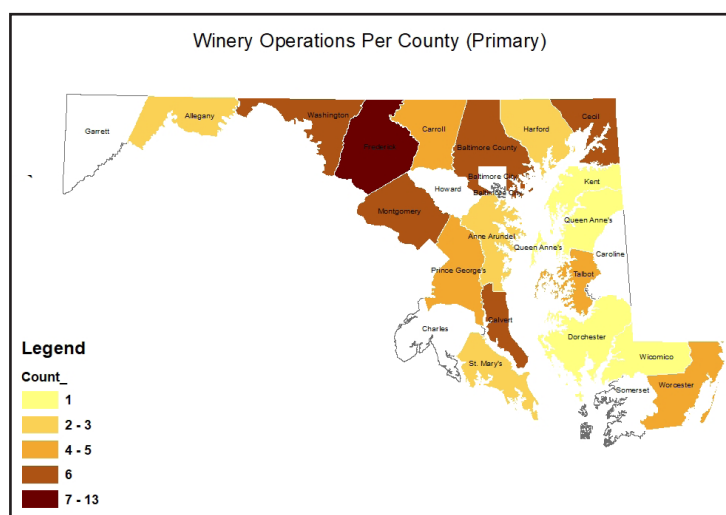 Winery Operations Per County (Primary)
Garrett
Allegany
Washington
Frederick
Carroll
Baltimore County
Harford
Cecil
Baltimore City
Baltimore City
Howard
Kent
Montgomery
Queen Anne's
Anne Arundel
Queen Anne's
Caroline
Prince George's
Talbot
Charles
Calvert
Dorchester
Wicomico
St. Mary's
Somerset
Worcester
Legend
Count_
1
2 - 3
4 - 5
6
7 - 13